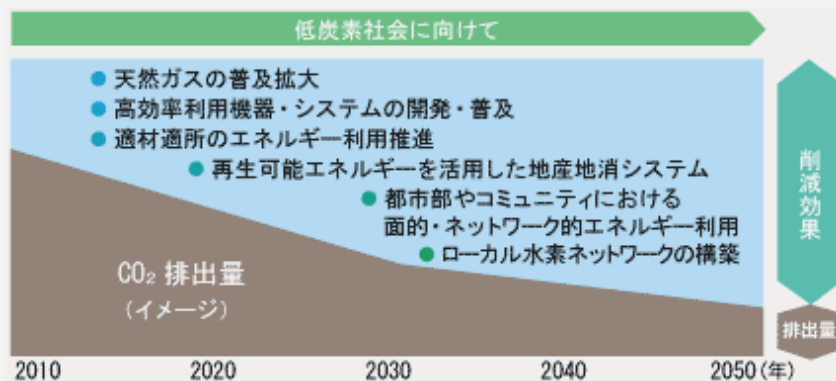 低炭素社会に向けて
● 天然ガスの普及拡大
● 高効率利用機器・システムの開発・普及
● 適材適所のエネルギー利用推進
● 再生可能エネルギーを活用した地産地消システム
● 都市部やコミュニティにおける
面的・ネットワーク的エネルギー利用
● ローカル水素ネットワークの構築
削減効果
CO₂ 排出量
(イメージ)
排出量
2010 2020 2030 2040 2050(年)